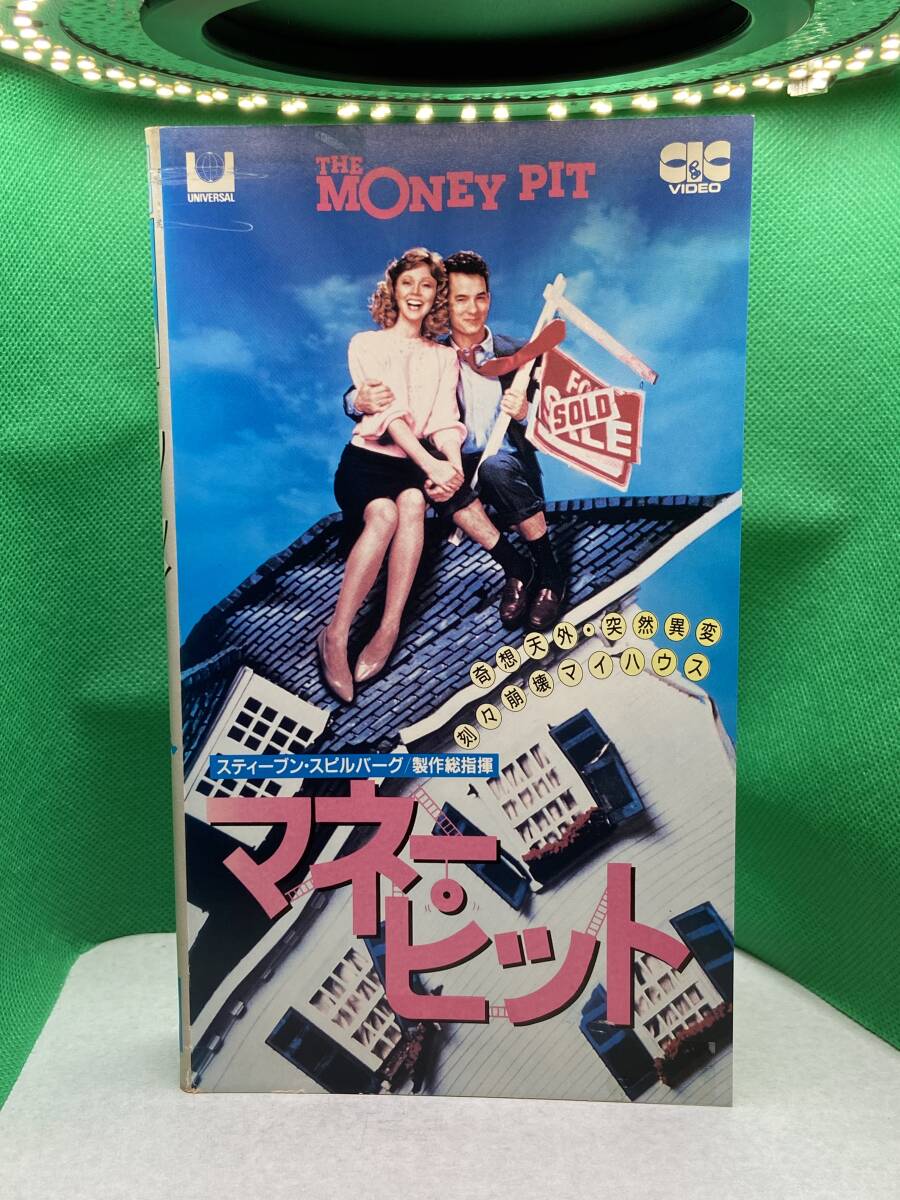 UNIVERSAL
THE
MONEY PIT
CIC
VIDEO
FOR
SOLD
SALE
奇想天外・突然異変
刻々崩壊マイハウス
スティーブン・スピルバーグ/製作総指揮
マネー・
ピット